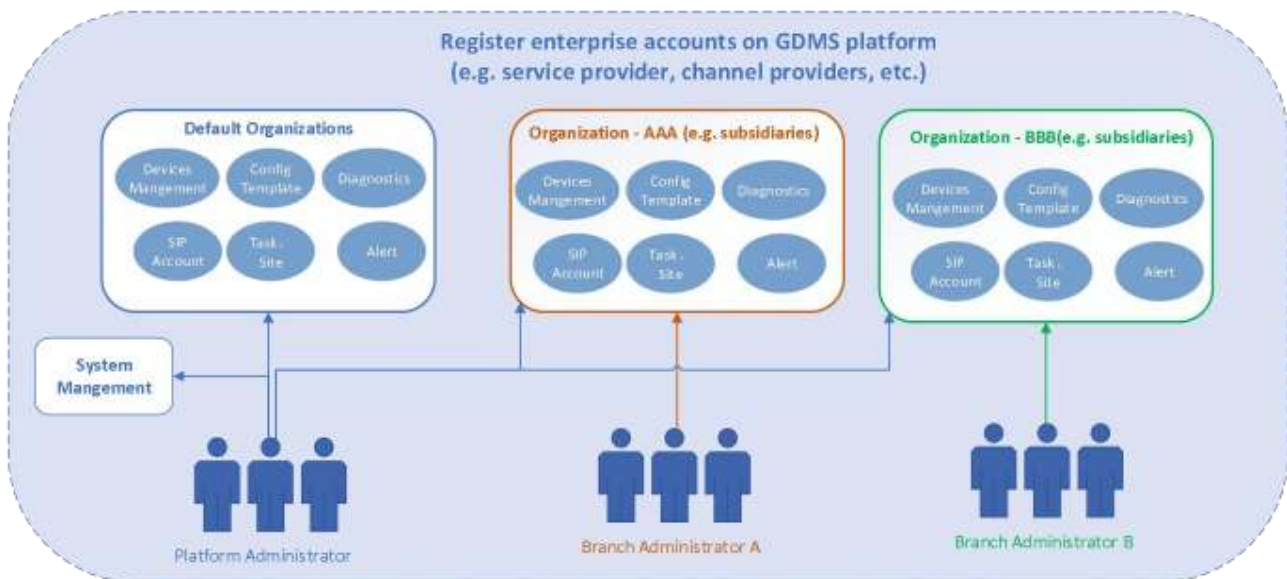 Register enterprise accounts on GDMS platform
(e.g. service provider, channel providers, etc.)
Default Organizations
Devices
Mangement
Config
Template
Diagnostics
SIP
Account
Task .
Site
Alert
Organization - AAA (e.g. subsidiaries)
Devices
Mangement
Config
Template
Diagnostics
SIP
Account
Task .
Site
Alert
Organization - BBB(e.g. subsidiaries)
Devices
Mangement
Config
Template
Diagnostics
SIP
Account
Task .
Site
Alert
System
Mangement
Platform Administrator
Branch Administrator A
Branch Administrator B